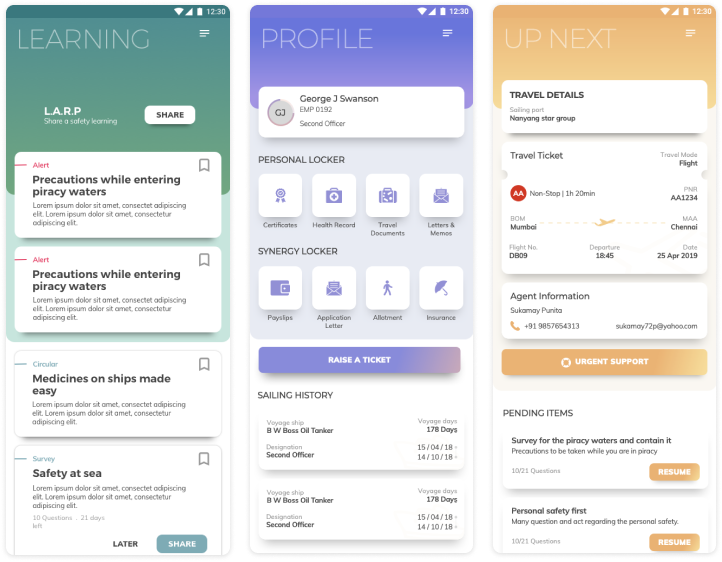 12:30
LEARNING
L.A.R.P
Share a safety learning
SHARE
Alert
Precautions while entering
piracy waters
Lorem ipsum dolor sit amet, consectetur adipiscing
elit. Lorem ipsum dolor sit amet, consectetur
adipiscing elit.
Alert
Precautions while entering
piracy waters
Lorem ipsum dolor sit amet, consectetur adipiscing
elit. Lorem ipsum dolor sit amet, consectetur
adipiscing elit.
Circular
Medicines on ships made
easy
Lorem ipsum dolor sit amet, consectetur adipiscing
elit. Lorem ipsum dolor sit amet, consectetur
adipiscing elit.
Survey
Safety at sea
Lorem ipsum dolor sit amet, consectetur adipiscing
elit. Lorem ipsum dolor sit amet, consectetur
adipiscing elit.
10 Questions - 21 days
left
LATER SHARE
12:30
PROFILE
GJ
George J Swanson
EMP 0192
Second Officer
PERSONAL LOCKER
Certificates Health Record Travel Letters &
Documents Memos
SYNERGY LOCKER
Payslips Application Allotment Insurance
Letter
RAISE A TICKET
SAILING HISTORY
Voyage ship Voyage days
B W Boss Oil Tanker 178 Days
Designation 15 / 04 / 18
Second Officer 14 / 10 / 18
Voyage ship Voyage days
B W Boss Oil Tanker 178 Days
Designation 15 / 04 / 18
Second Officer 14 / 10 / 18
12:30
UP NEXT
TRAVEL DETAILS
Sailing port
Nanyang star group
Travel Ticket Travel Mode
Flight
AA Non-Stop | 1h 20min PNR
AA1234
BOM MAA
Mumbai Chennai
Flight No. Departure Date
DB09 18:45 25 Apr 2019
Agent Information
Sukamay Punita
+91 9857654313 sukamay72p@yahoo.com
URGENT SUPPORT
PENDING ITEMS
Survey for the piracy waters and contain it
Precautions to be taken while you are in piracy
10/21 Questions RESUME
Personal safety first
Many question and act regarding the personal safety.
10/21 Questions RESUME